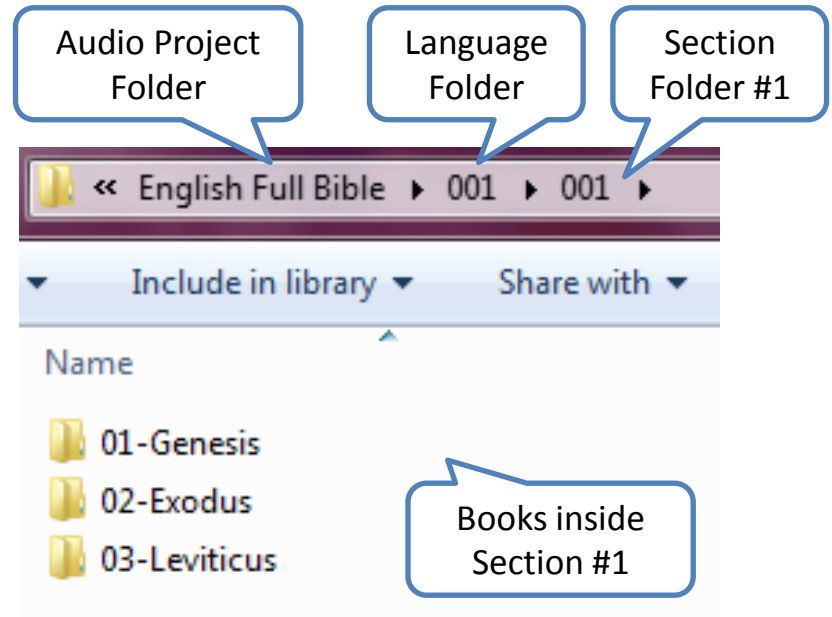 Audio Project
Folder
Language
Folder
Section
Folder #1
« English Full Bible ▸ 001 ▸ 001 ▸
Include in library Share with
Name
01-Genesis
02-Exodus
03-Leviticus
Books inside
Section #1